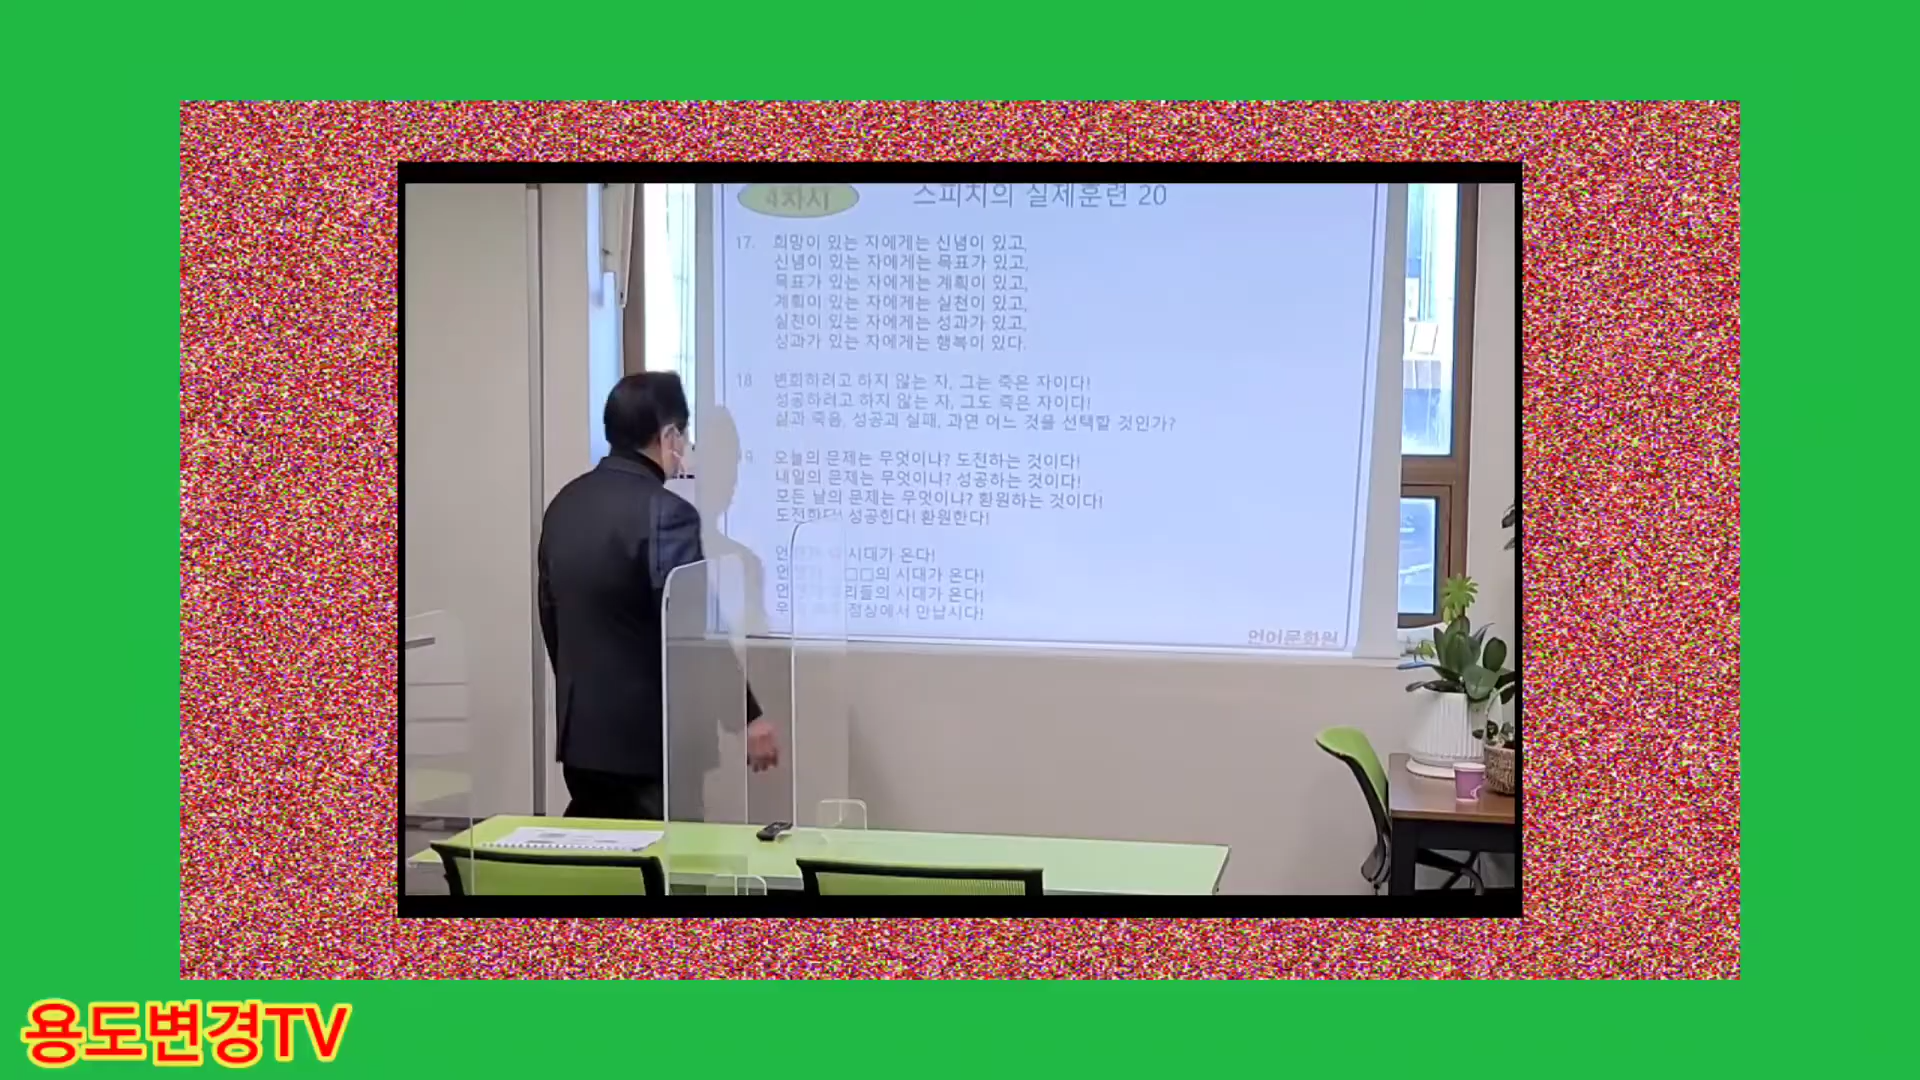 4차시
스피치의 실제훈련 20
17. 희망이 있는 자에게는 신념이 있고,
신념이 있는 자에게는 목표가 있고,
목표가 있는 자에게는 계획이 있고,
계획이 있는 자에게는 실천이 있고,
실천이 있는 자에게는 성과가 있고,
성과가 있는 자에게는 행복이 있다.
18. 변화하려고 하지 않는 자, 그는 죽은 자이다!
성공하려고 하지 않는 자, 그도 죽은 자이다!
삶과 죽음, 성공과 실패, 과연 어느 것을 선택할 것인가?
19. 오늘의 문제는 무엇이냐? 도전하는 것이다!
내일의 문제는 무엇이냐? 성공하는 것이다!
모든 날의 문제는 무엇이냐? 환원하는 것이다!
도전한다! 성공한다! 환원한다!
시대가 온다!
□□의 시대가 온다!
시대가 온다!
정상에서 만납시다!
언어문화원
용도변경TV